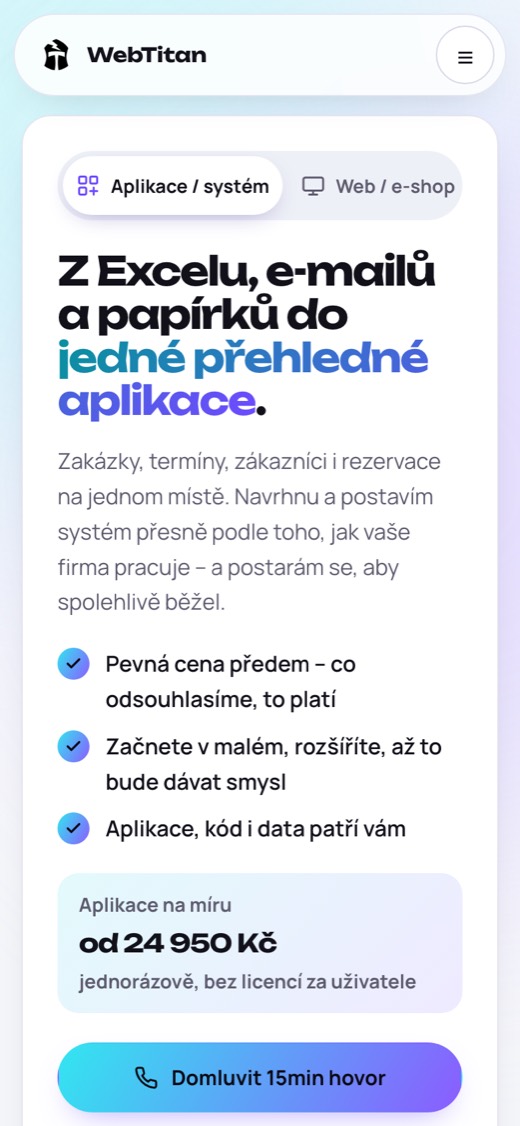 WebTitan
Aplikace / systém
Web / e-shop
Z Excelu, e-mailů
a papírků do
jedné přehledné
aplikace.
Zakázky, termíny, zákazníci i rezervace
na jednom místě. Navrhnu a postavím
systém přesně podle toho, jak vaše
firma pracuje – a postarám se, aby
spolehlivě běžel.
Pevná cena předem – co
odsouhlasíme, to platí
Začnete v malém, rozšíříte, až to
bude dávat smysl
Aplikace, kód i data patří vám
Aplikace na míru
od 24 950 Kč
jednorázově, bez licencí za uživatele
Domluvit 15min hovor